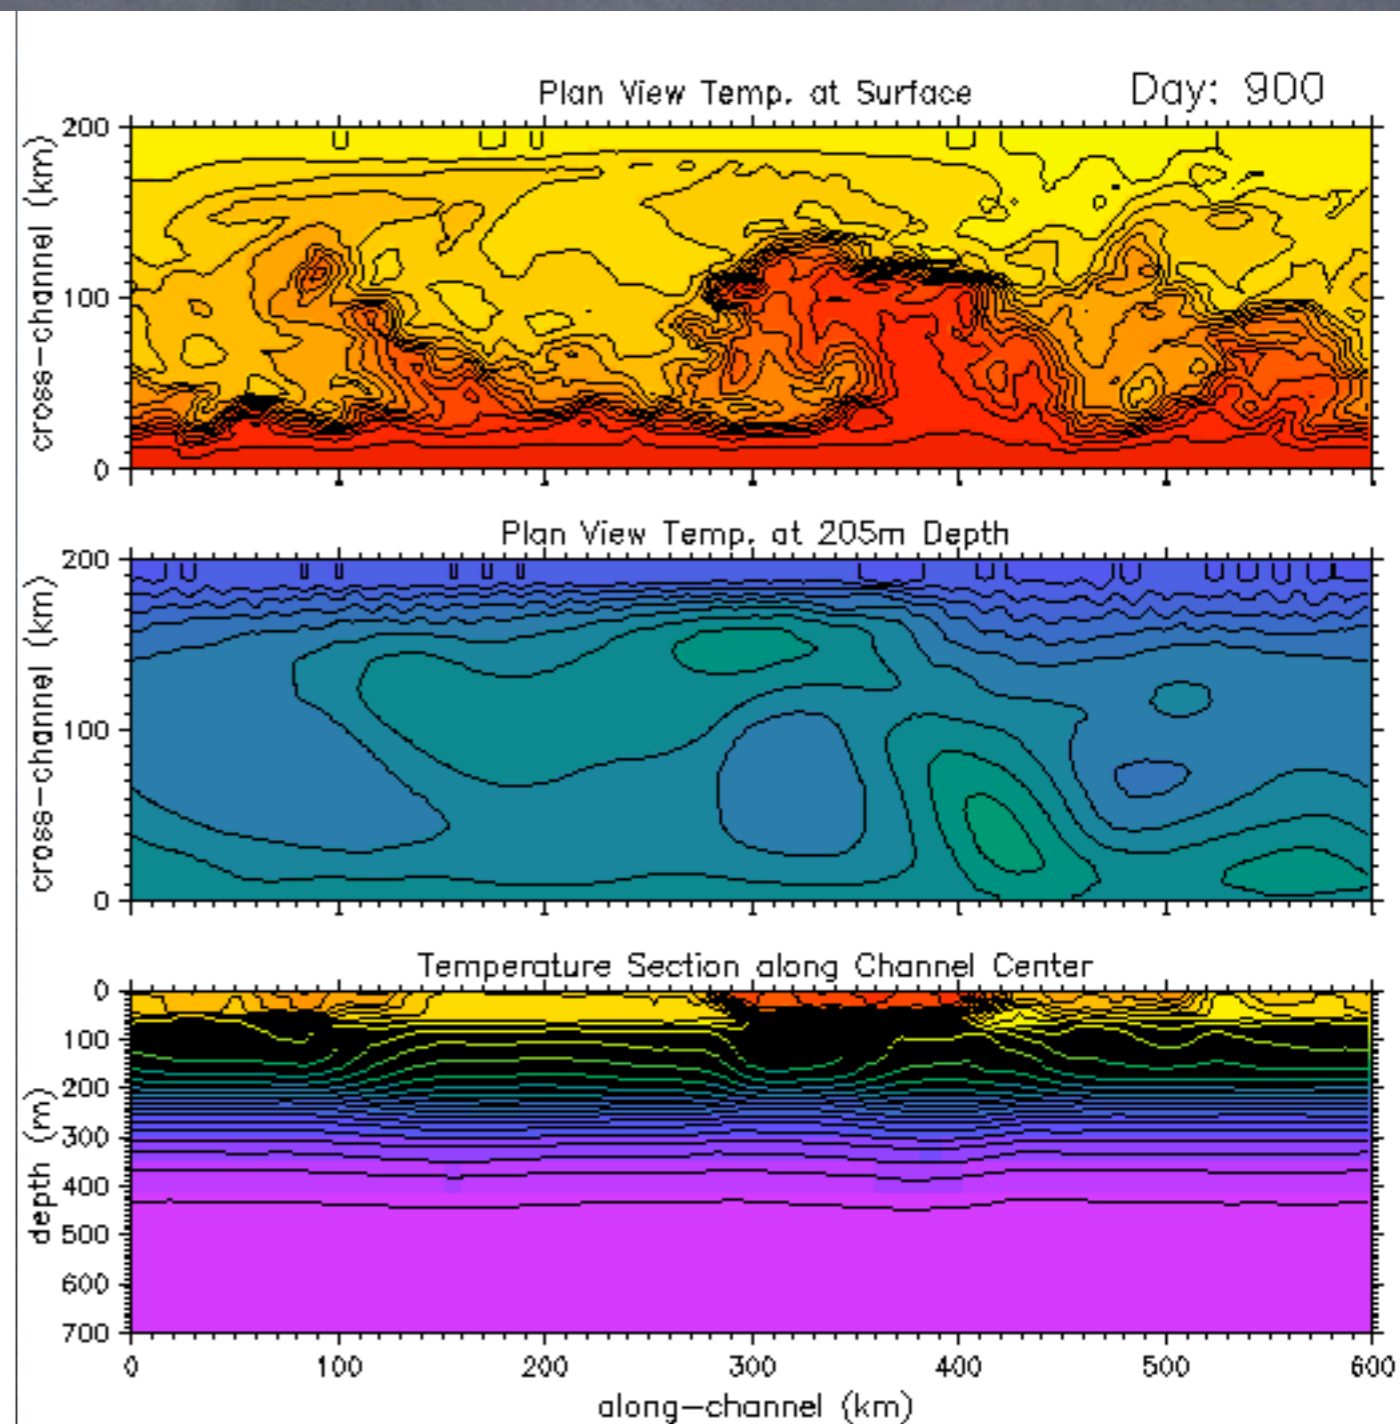 Plan View Temp. at Surface
Day: 900
cross-channel (km)
200
100
0
Plan View Temp. at 205m Depth
cross-channel (km)
200
100
0
Temperature Section along Channel Center
depth (m)
0
100
200
300
400
500
600
700
0 100 200 300 400 500 600
along-channel (km)